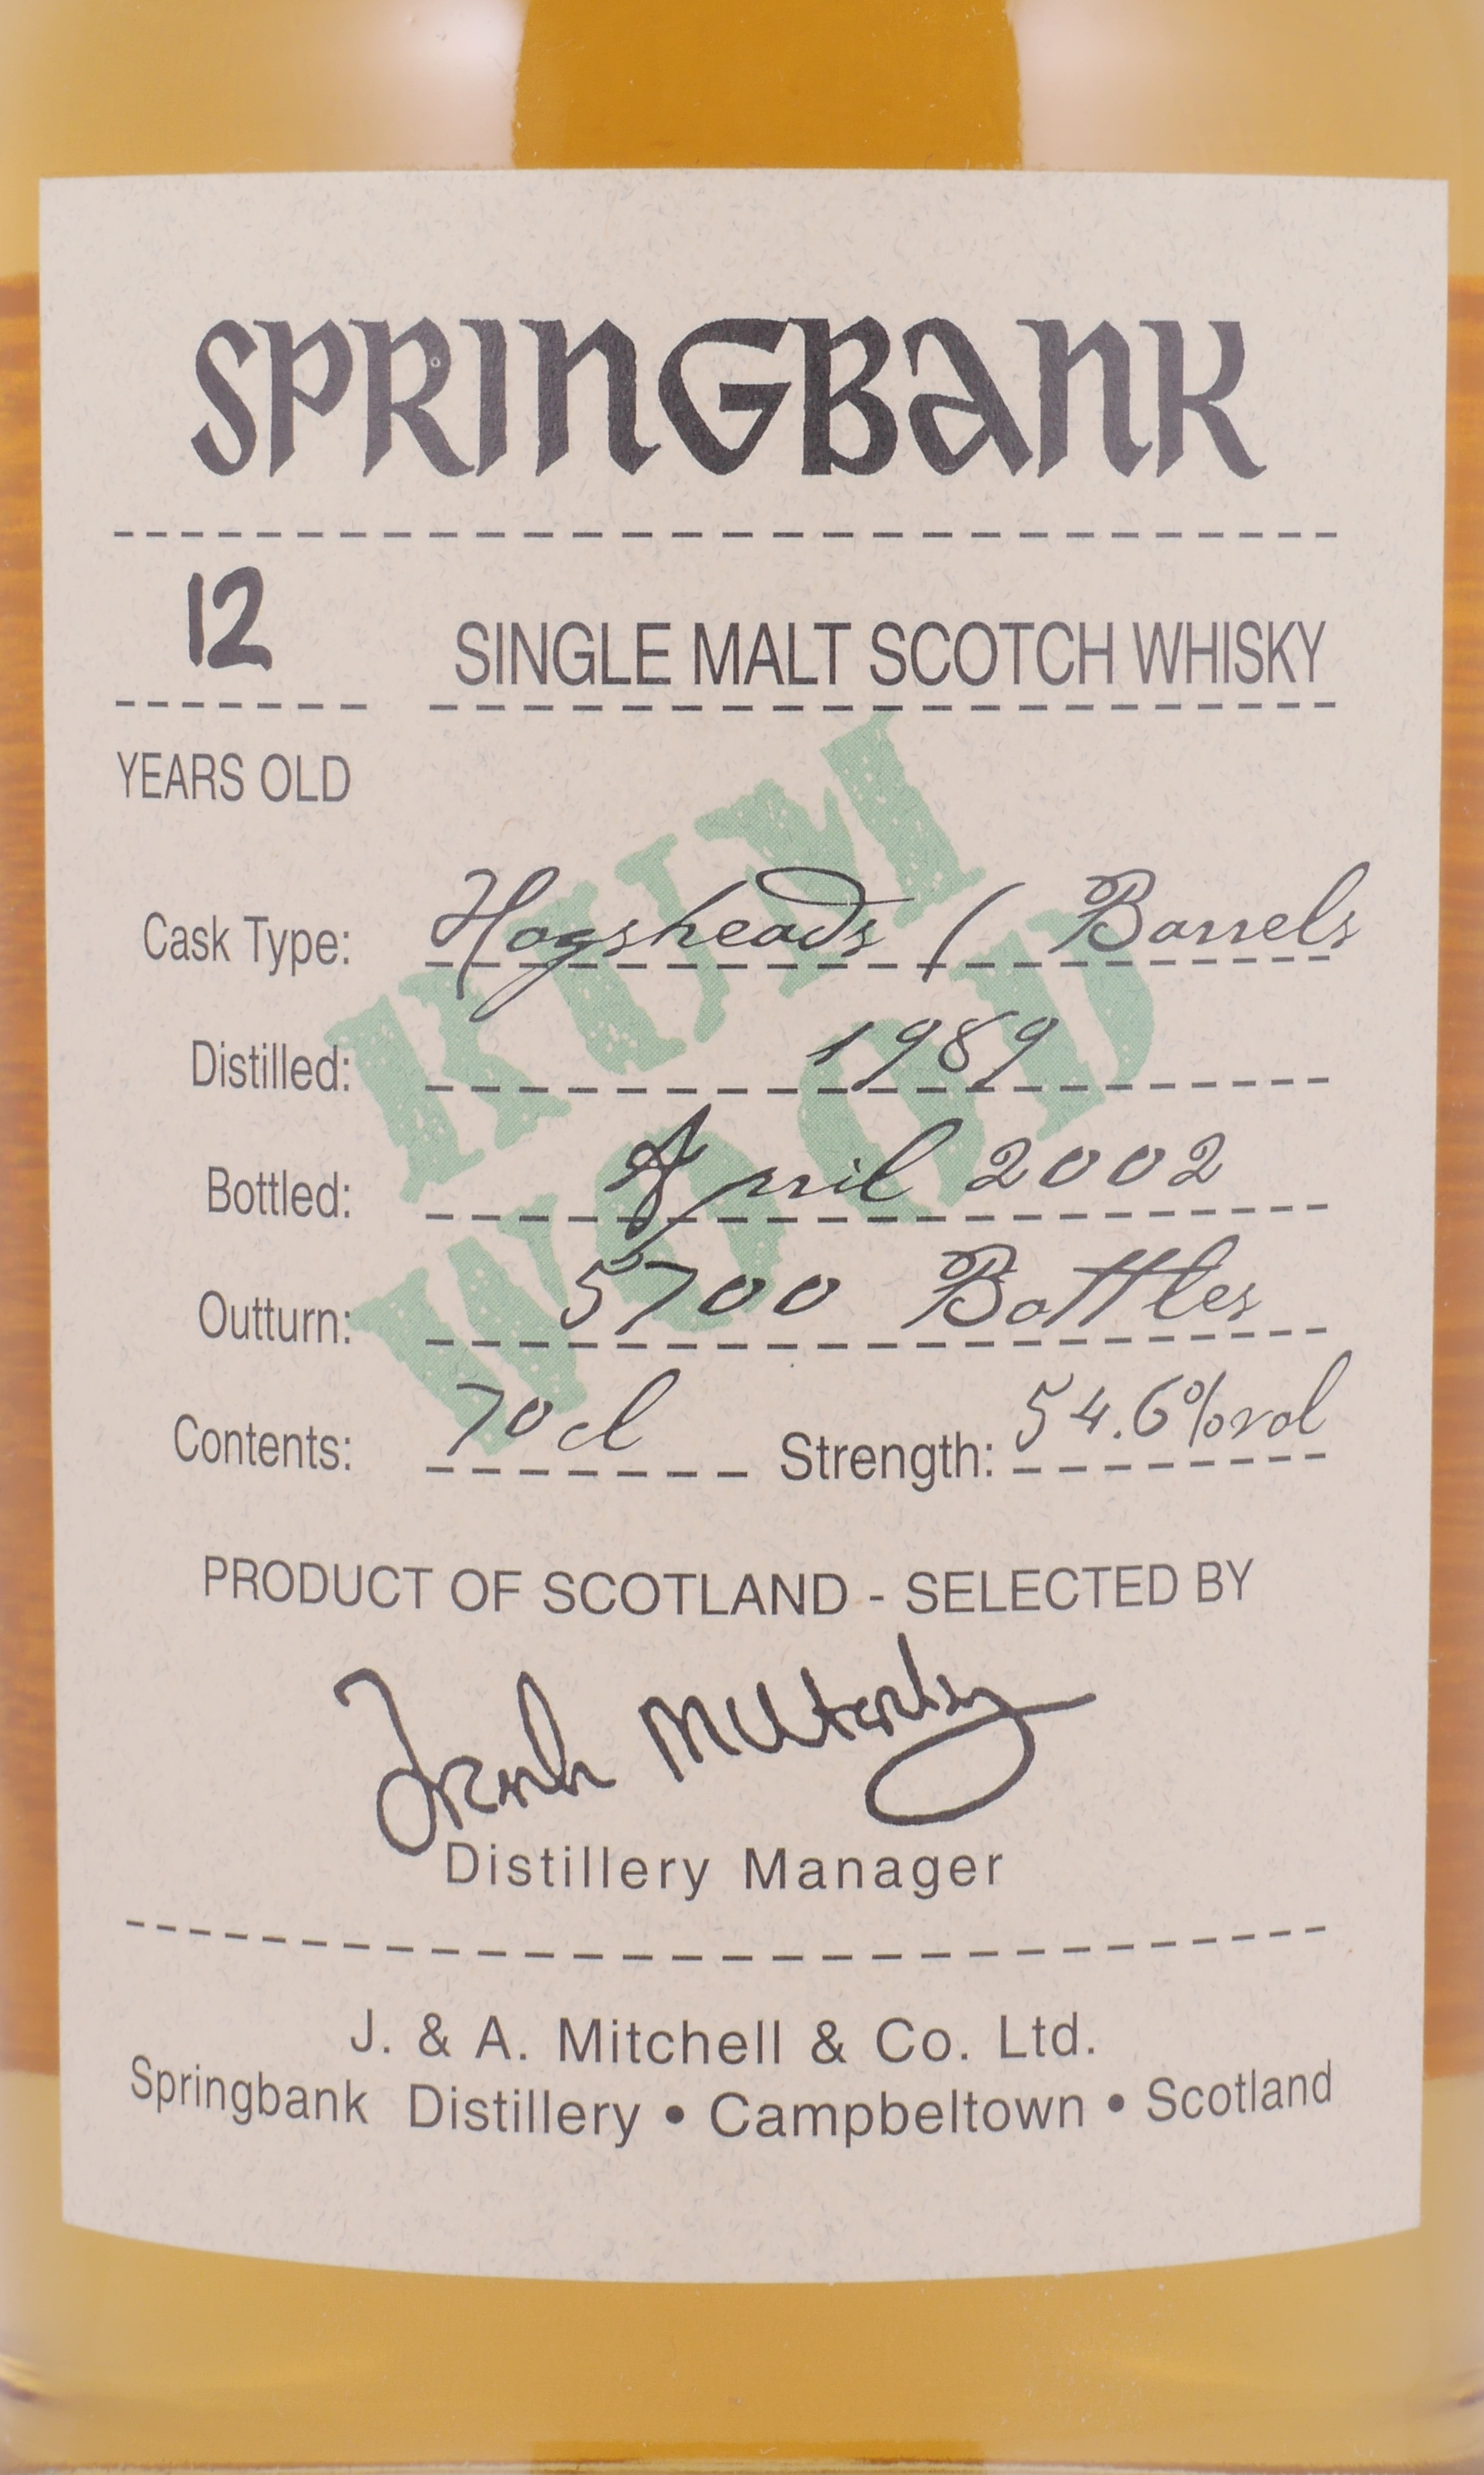 SPRINGBANK
12
SINGLE MALT SCOTCH WHISKY
YEARS OLD
RUM
WOOD
Cask Type: Hogsheads / Barrels
Distilled: 1989
Bottled: April 2002
Outturn: 5700 Bottles
Contents: 70cl Strength: 54.6%vol
PRODUCT OF SCOTLAND - SELECTED BY
Frank McHardy
Distillery Manager
J. & A. Mitchell & Co. Ltd.
Springbank Distillery • Campbeltown • Scotland